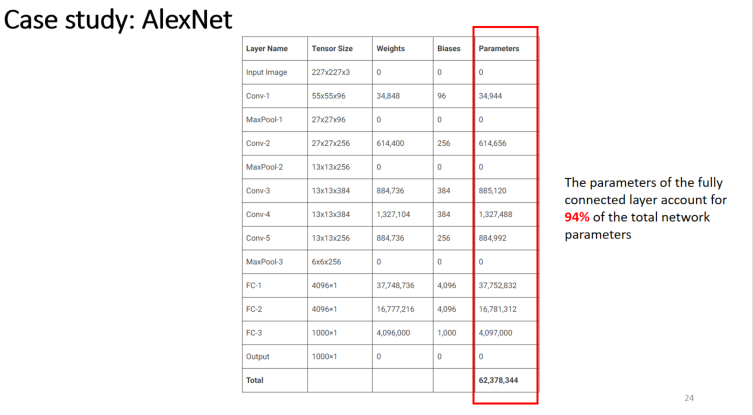 Case study: AlexNet
Layer Name Tensor Size Weights Biases Parameters
Input Image 227x227x3 0 0 0
Conv-1 55x55x96 34,848 96 34,944
MaxPool-1 27x27x96 0 0 0
Conv-2 27x27x256 614,400 256 614,656
MaxPool-2 13x13x256 0 0 0
Conv-3 13x13x384 884,736 384 885,120
Conv-4 13x13x384 1,327,104 384 1,327,488
Conv-5 13x13x256 884,736 256 884,992
MaxPool-3 6x6x256 0 0 0
FC-1 4096×1 37,748,736 4,096 37,752,832
FC-2 4096×1 16,777,216 4,096 16,781,312
FC-3 1000×1 4,096,000 1,000 4,097,000
Output 1000×1 0 0 0
Total 62,378,344
The parameters of the fully
connected layer account for
94% of the total network
parameters
24